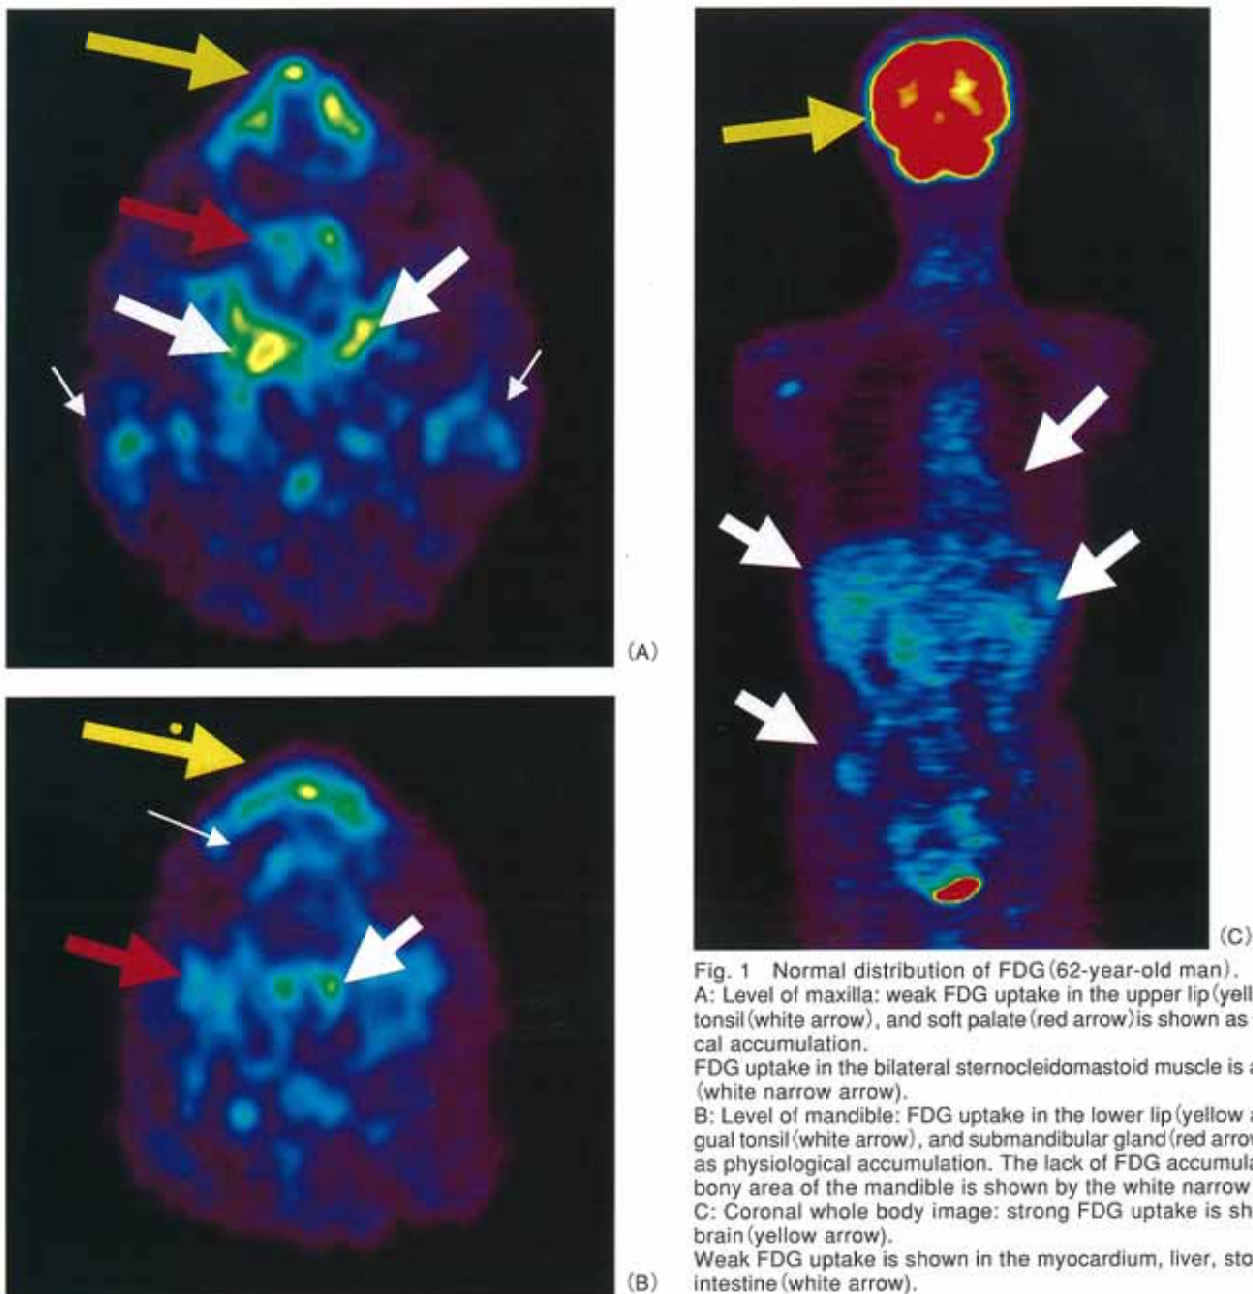 (A)
(B)
(C)
Fig. 1 Normal distribution of FDG(62-year-old man).
A: Level of maxilla: weak FDG uptake in the upper lip(yell
tonsil(white arrow), and soft palate(red arrow)is shown as
cal accumulation.
FDG uptake in the bilateral sternocleidomastoid muscle is a
(white narrow arrow).
B: Level of mandible: FDG uptake in the lower lip(yellow a
gual tonsil(white arrow), and submandibular gland(red arrow
as physiological accumulation. The lack of FDG accumula
bony area of the mandible is shown by the white narrow
C: Coronal whole body image: strong FDG uptake is sh
brain(yellow arrow).
Weak FDG uptake is shown in the myocardium, liver, sto
intestine(white arrow).